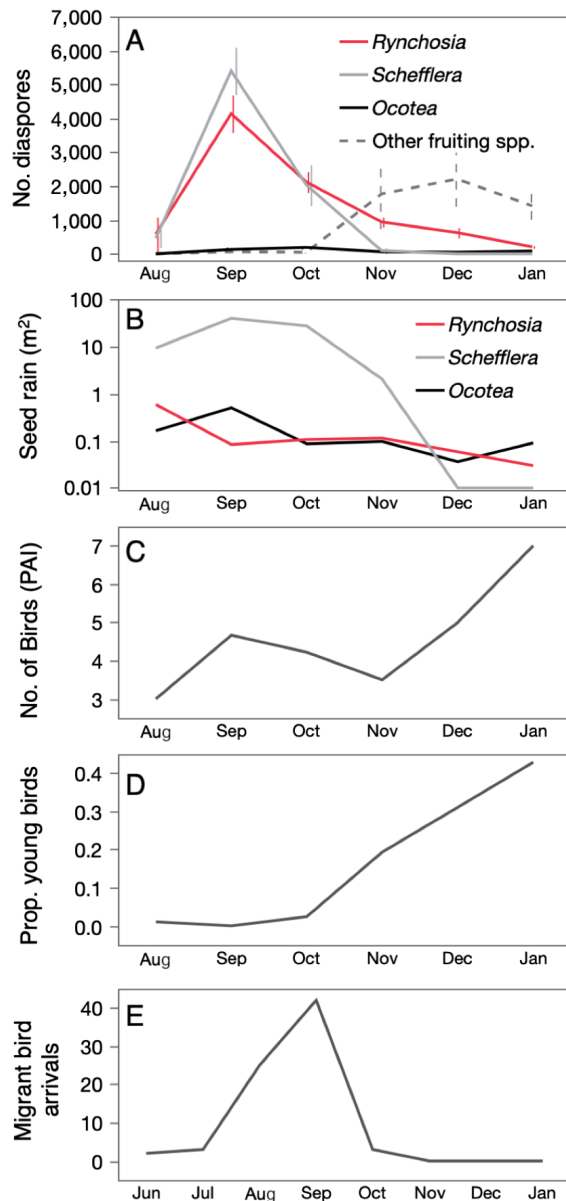 7,000
6,000
5,000
4,000
3,000
2,000
1,000
0
No. diaspores
A
Rynchosia
Schefflera
Ocotea
Other fruiting spp.
Aug Sep Oct Nov Dec Jan
100
10
1
0.1
0.01
Seed rain (m²)
B
Rynchosia
Schefflera
Ocotea
Aug Sep Oct Nov Dec Jan
7
6
5
4
3
No. of Birds (PAI)
C
Aug Sep Oct Nov Dec Jan
0.4
0.3
0.2
0.1
0.0
Prop. young birds
D
Aug Sep Oct Nov Dec Jan
40
30
20
10
0
Migrant bird
arrivals
E
Jun Jul Aug Sep Oct Nov Dec Jan